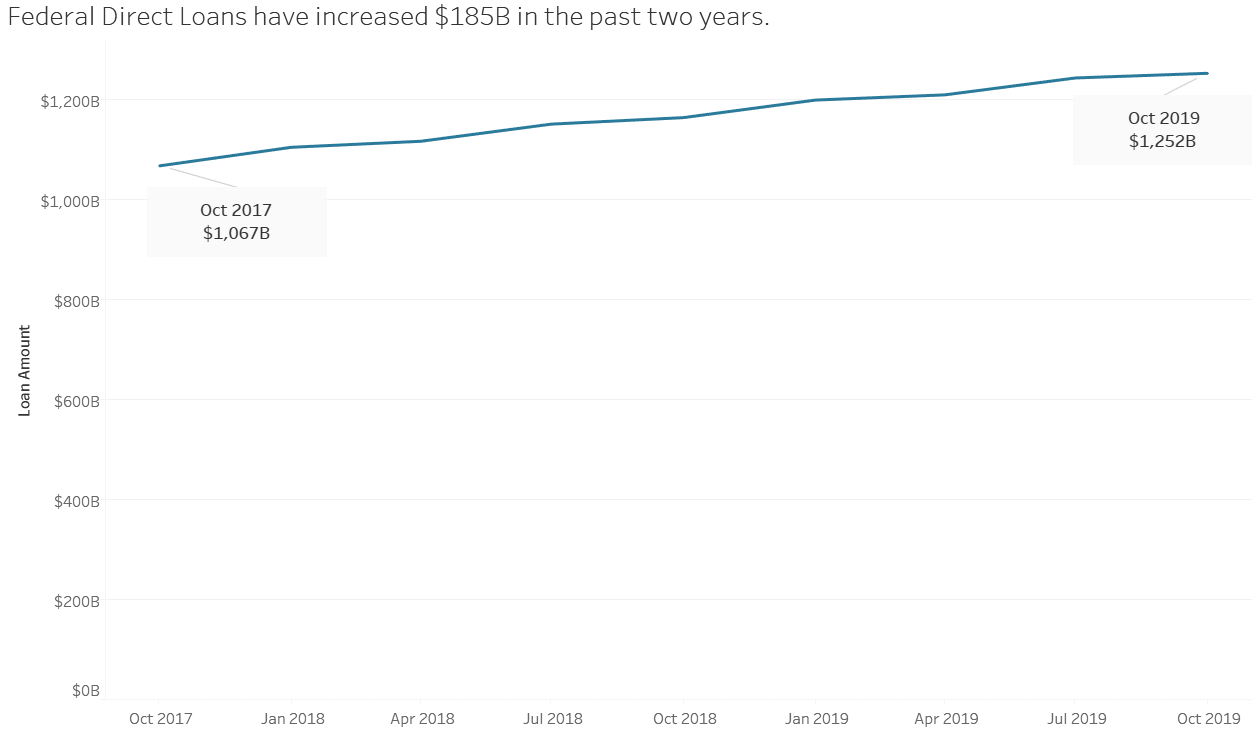 Federal Direct Loans have increased $185B in the past two years.
$1,200B
$1,000B
$800B
$600B
$400B
$200B
$0B
Loan Amount
Oct 2017
$1,067B
Oct 2019
$1,252B
Oct 2017
Jan 2018
Apr 2018
Jul 2018
Oct 2018
Jan 2019
Apr 2019
Jul 2019
Oct 2019